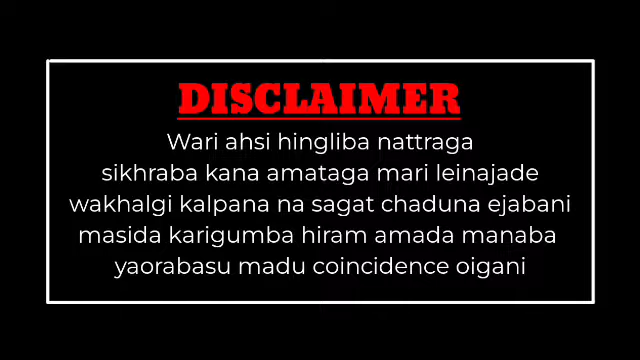 DISCLAIMER
Wari ahsi hingliba nattraga
sikhraba kana amataga mari leinajade
wakhalgi kalpana na sagat chaduna ejabani
masida karigumba hiram amada manaba
yaorabasu madu coincidence oigani